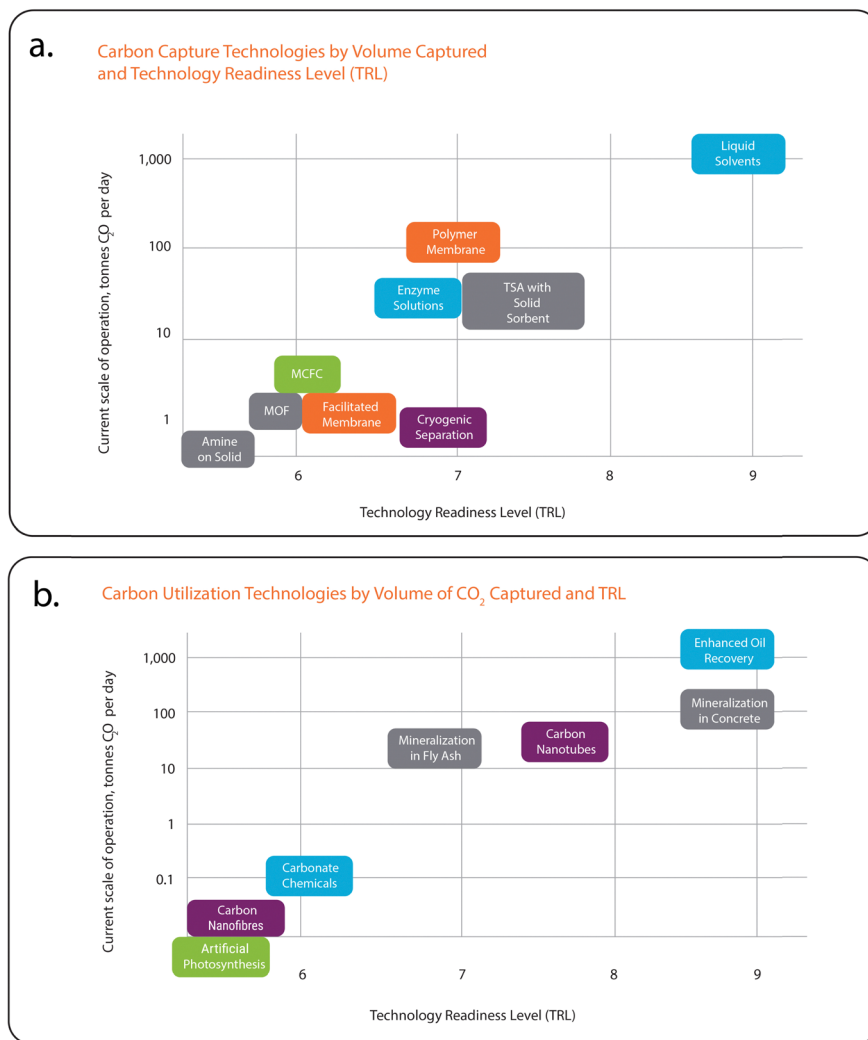 a.
Carbon Capture Technologies by Volume Captured
and Technology Readiness Level (TRL)
Current scale of operation, tonnes CO₂ per day
1,000
100
10
1
Liquid
Solvents
Polymer
Membrane
Enzyme
Solutions
TSA with
Solid
Sorbent
MCFC
MOF
Facilitated
Membrane
Cryogenic
Separation
Amine
on Solid
6
7
8
9
Technology Readiness Level (TRL)
b.
Carbon Utilization Technologies by Volume of CO₂ Captured and TRL
Current scale of operation, tonnes CO₂ per day
1,000
100
10
1
0.1
Enhanced Oil
Recovery
Mineralization
in Concrete
Mineralization
in Fly Ash
Carbon
Nanotubes
Carbonate
Chemicals
Carbon
Nanofibres
Artificial
Photosynthesis
6
7
8
9
Technology Readiness Level (TRL)